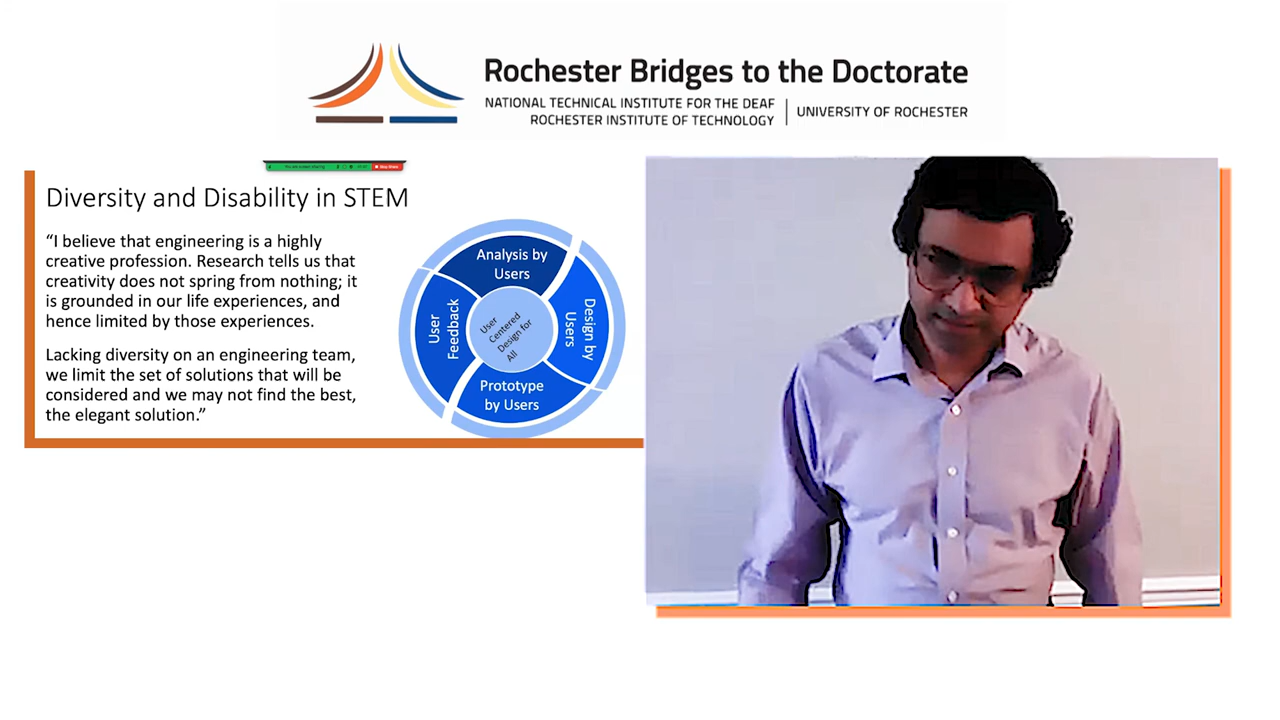 Rochester Bridges to the Doctorate
NATIONAL TECHNICAL INSTITUTE FOR THE DEAF
ROCHESTER INSTITUTE OF TECHNOLOGY
UNIVERSITY OF ROCHESTER
Diversity and Disability in STEM
“I believe that engineering is a highly
creative profession. Research tells us that
creativity does not spring from nothing; it
is grounded in our life experiences, and
hence limited by those experiences.
Lacking diversity on an engineering team,
we limit the set of solutions that will be
considered and we may not find the best,
the elegant solution.”
Analysis by
Users
Design by
Users
Prototype
by Users
User
Feedback
User
Centered
Design for
All